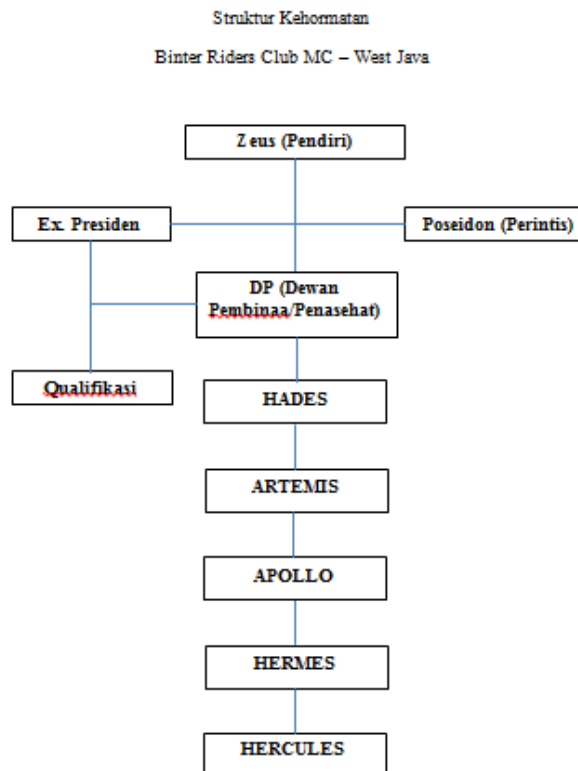 Struktur Kehormatan
Binter Riders Club MC – West Java
Zeus (Pendiri)
Ex. Presiden
Poseidon (Perintis)
DP (Dewan
Pembinaa/Penasehat)
Qualifikasi
HADES
ARTEMIS
APOLLO
HERMES
HERCULES